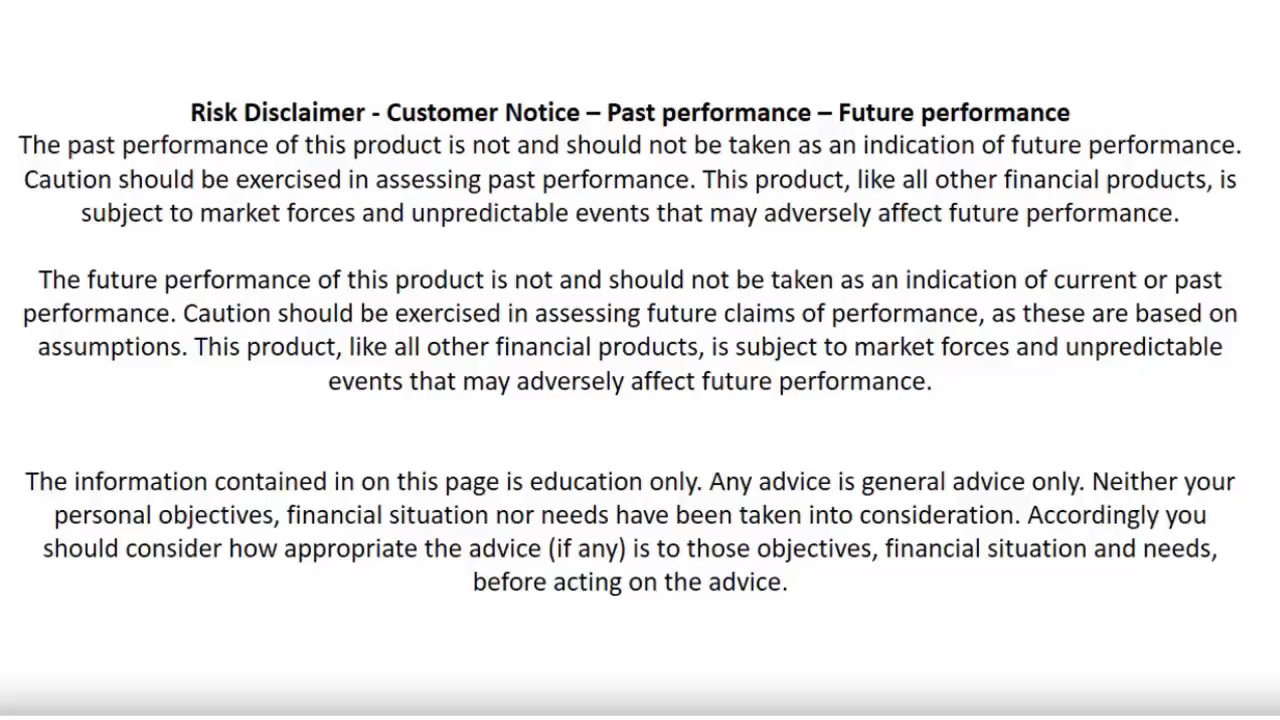 Risk Disclaimer - Customer Notice – Past performance – Future performance
The past performance of this product is not and should not be taken as an indication of future performance.
Caution should be exercised in assessing past performance. This product, like all other financial products, is
subject to market forces and unpredictable events that may adversely affect future performance.
The future performance of this product is not and should not be taken as an indication of current or past
performance. Caution should be exercised in assessing future claims of performance, as these are based on
assumptions. This product, like all other financial products, is subject to market forces and unpredictable
events that may adversely affect future performance.
The information contained in on this page is education only. Any advice is general advice only. Neither your
personal objectives, financial situation nor needs have been taken into consideration. Accordingly you
should consider how appropriate the advice (if any) is to those objectives, financial situation and needs,
before acting on the advice.